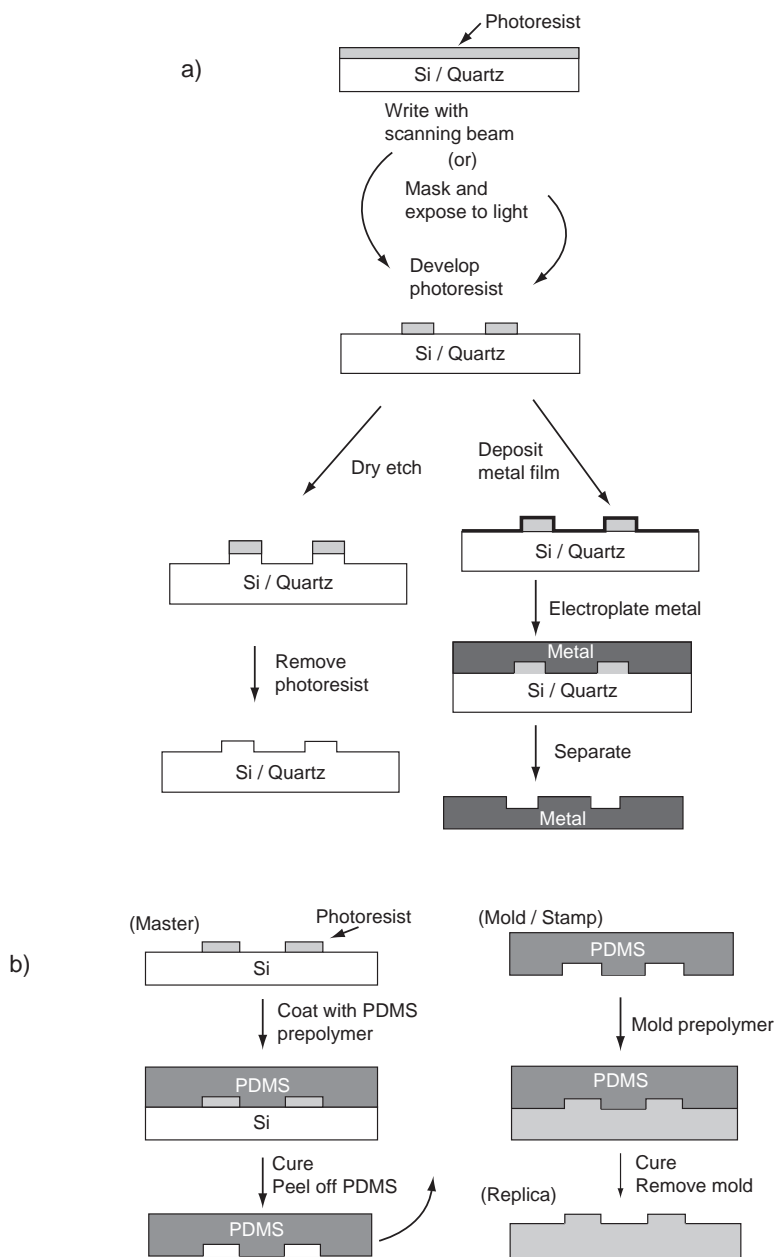 Photoresist
a)
Si / Quartz
Write with
scanning beam
(or)
Mask and
expose to light
Develop
photoresist
Si / Quartz
Dry etch
Deposit
metal film
Si / Quartz
Si / Quartz
Electroplate metal
Remove
photoresist
Metal
Si / Quartz
Si / Quartz
Separate
Metal
b)
(Master)
Photoresist
Si
Coat with PDMS
prepolymer
PDMS
Si
Cure
Peel off PDMS
PDMS
(Mold / Stamp)
PDMS
Mold prepolymer
PDMS
Cure
Remove mold
(Replica)